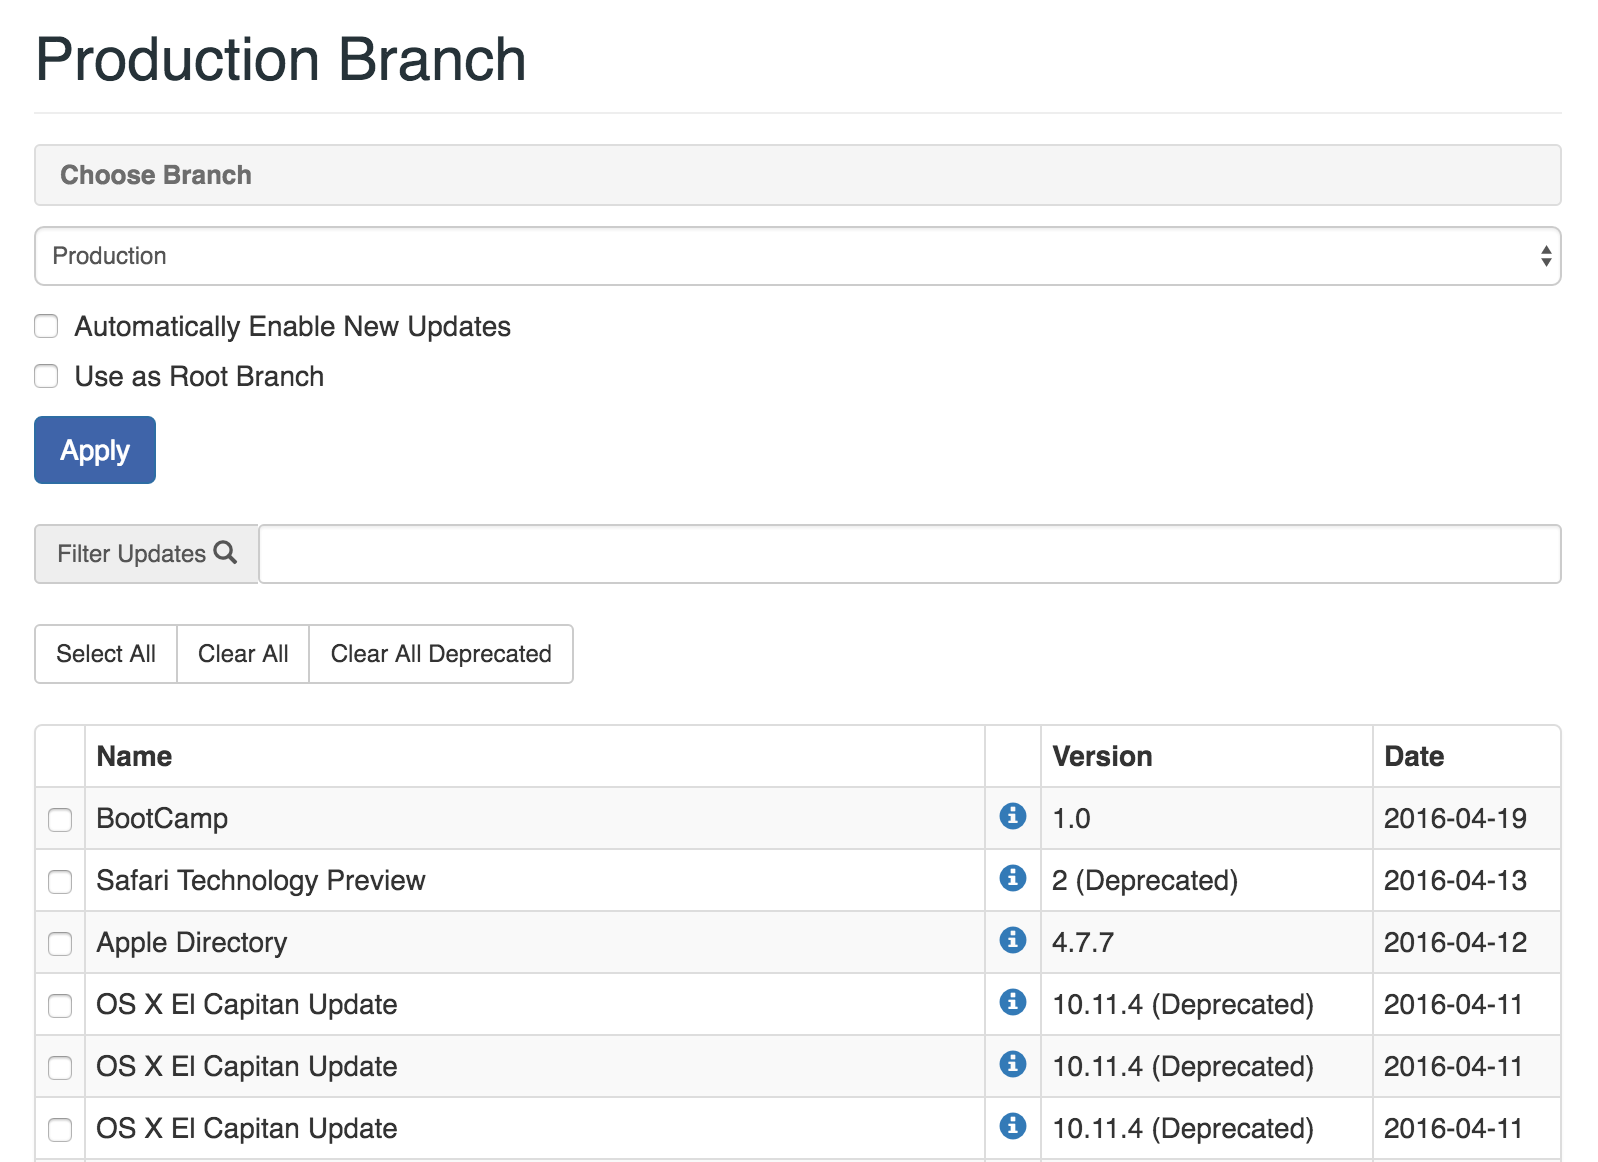 Production Branch
Choose Branch
Production
Automatically Enable New Updates
Use as Root Branch
Apply
Filter Updates
Select All Clear All Clear All Deprecated
Name Version Date
BootCamp 1.0 2016-04-19
Safari Technology Preview 2 (Deprecated) 2016-04-13
Apple Directory 4.7.7 2016-04-12
OS X El Capitan Update 10.11.4 (Deprecated) 2016-04-11
OS X El Capitan Update 10.11.4 (Deprecated) 2016-04-11
OS X El Capitan Update 10.11.4 (Deprecated) 2016-04-11